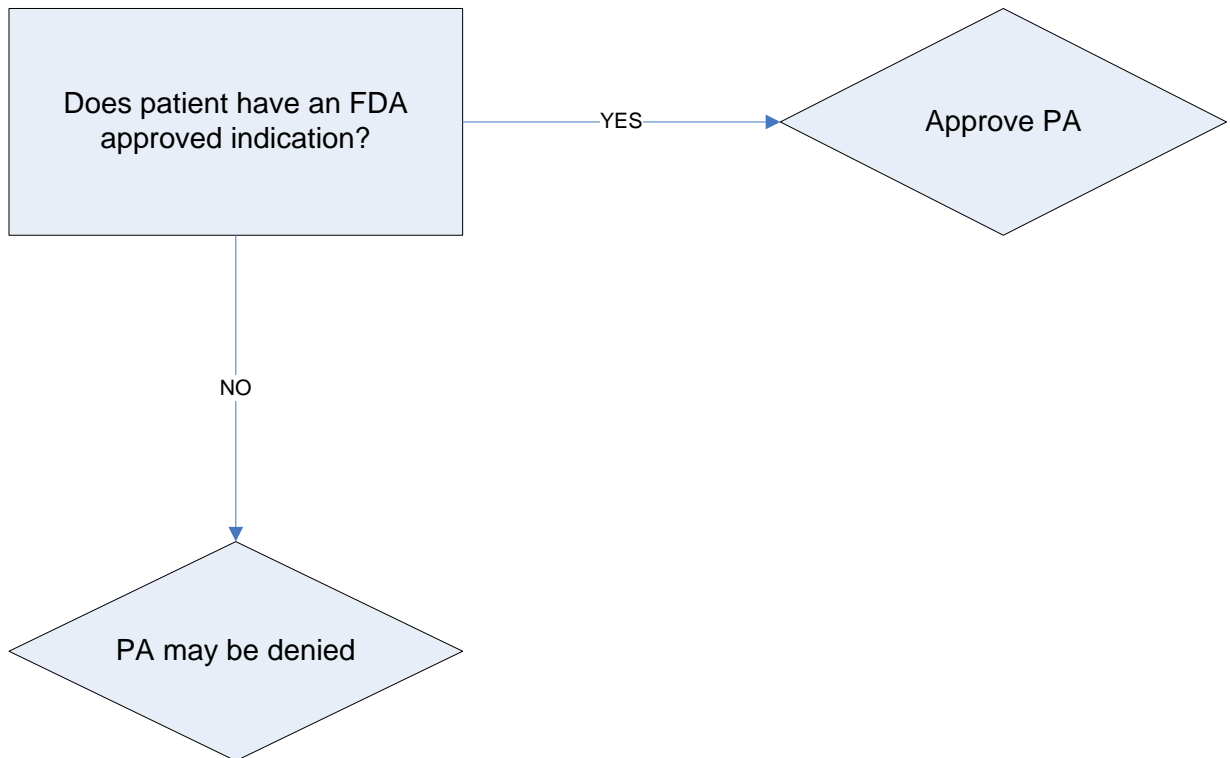 Does patient have an FDA
approved indication?
YES
Approve PA
NO
PA may be denied